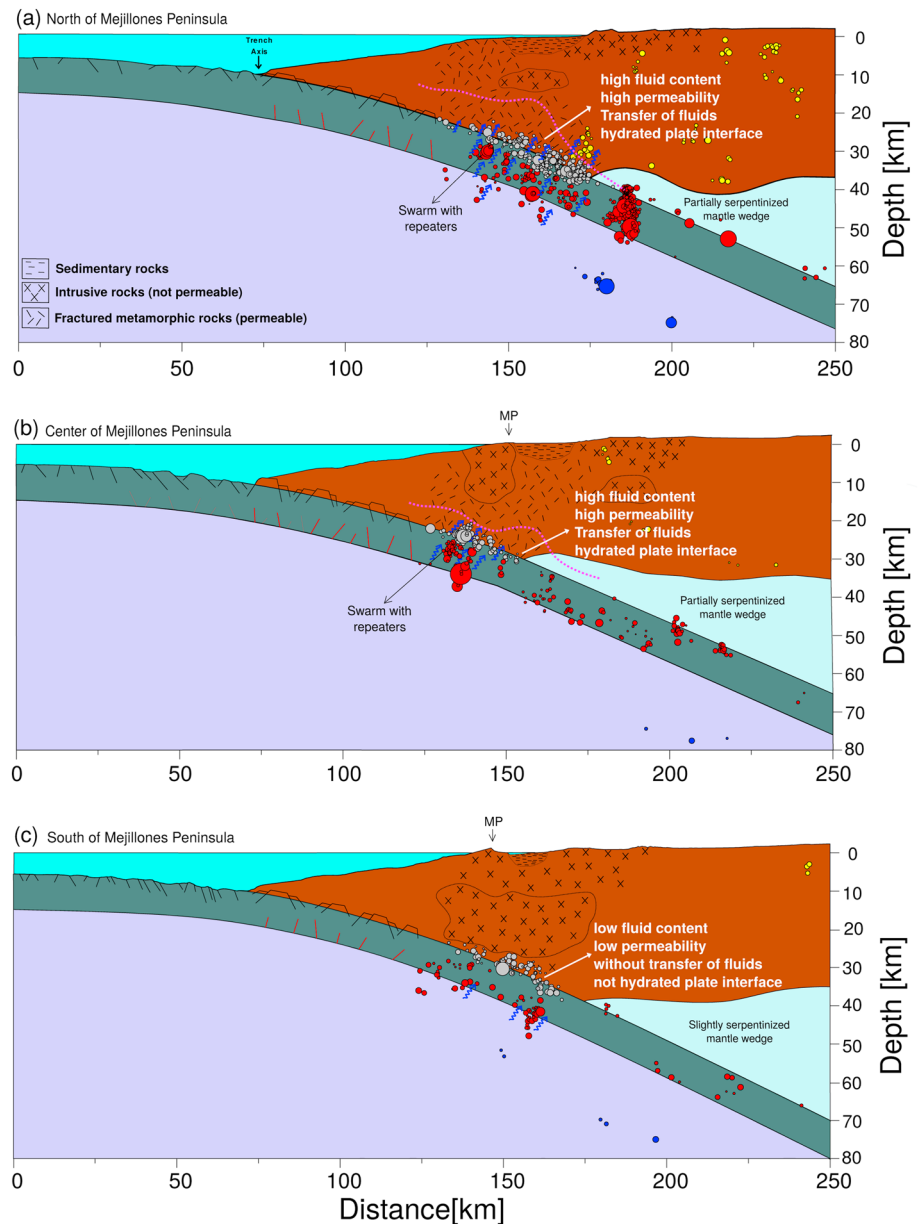 (a) North of Mejillones Peninsula
Trench
Axis
high fluid content
high permeability
Transfer of fluids
hydrated plate interface
Swarm with
repeaters
Partially serpentinized
mantle wedge
Sedimentary rocks
Intrusive rocks (not permeable)
Fractured metamorphic rocks (permeable)
0
10
20
30
40
50
60
70
80
Depth [km]
0 50 100 150 200 250
(b) Center of Mejillones Peninsula
MP
high fluid content
high permeability
Transfer of fluids
hydrated plate interface
Swarm with
repeaters
Partially serpentinized
mantle wedge
0
10
20
30
40
50
60
70
80
Depth [km]
0 50 100 150 200 250
(c) South of Mejillones Peninsula
MP
low fluid content
low permeability
without transfer of fluids
not hydrated plate interface
Slightly serpentinized
mantle wedge
0
10
20
30
40
50
60
70
80
Depth [km]
0 50 100 150 200 250
Distance[km]